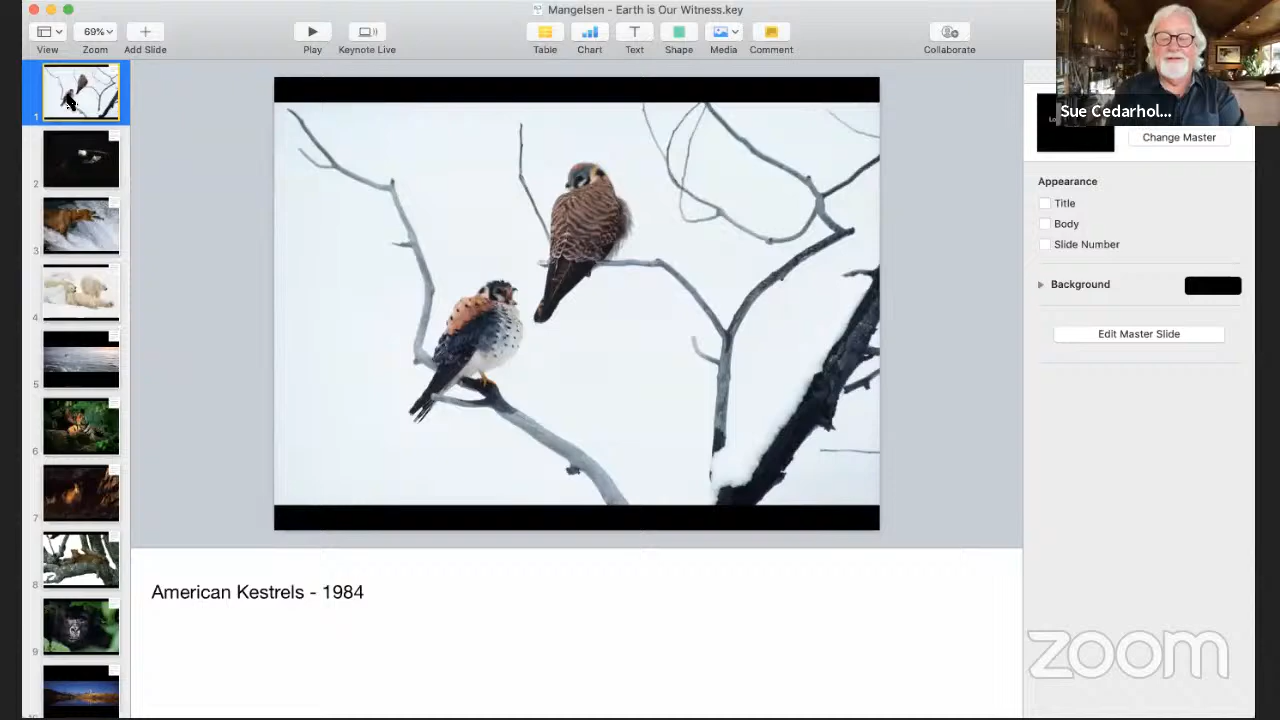 Mangelsen - Earth is Our Witness.key
69%
View Zoom Add Slide Play Keynote Live Table Chart Text Shape Media Comment Collaborate
Sue Cedarhol...
Change Master
Appearance
Title
Body
Slide Number
Background
Edit Master Slide
1
2
3
4
5
6
7
8
9
American Kestrels - 1984
zoom